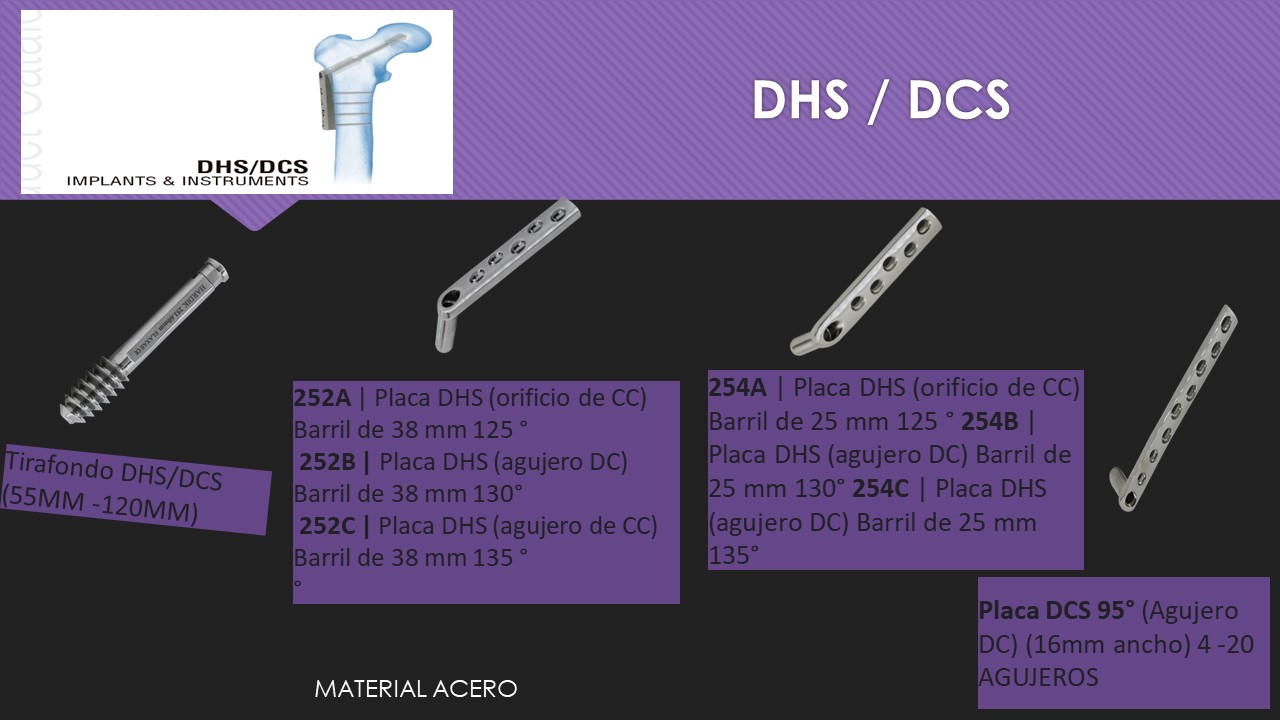 DHS/DCS
IMPLANTS & INSTRUMENTS
DHS / DCS
Tirafondo DHS/DCS
(55MM -120MM)
252A | Placa DHS (orificio de CC)
Barril de 38 mm 125 °
252B | Placa DHS (agujero DC)
Barril de 38 mm 130°
252C | Placa DHS (agujero de CC)
Barril de 38 mm 135 °
°
254A | Placa DHS (orificio de CC)
Barril de 25 mm 125 ° 254B |
Placa DHS (agujero DC) Barril de
25 mm 130° 254C | Placa DHS
(agujero DC) Barril de 25 mm
135°
Placa DCS 95° (Agujero
DC) (16mm ancho) 4 -20
AGUJEROS
MATERIAL ACERO